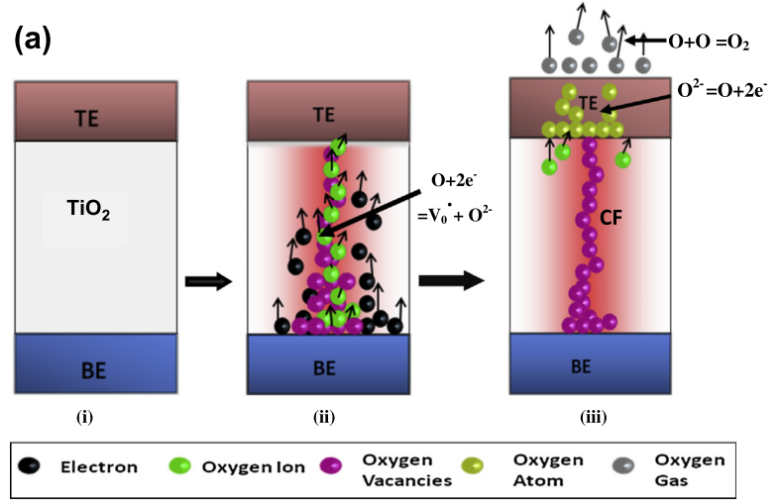 (a)
TE
TiO₂
BE
(i)
TE
O+2e⁻
=V₀˙+ O²⁻
BE
(ii)
O+O =O₂
O²⁻=O+2e⁻
TE
CF
BE
(iii)
Electron
Oxygen Ion
Oxygen Vacancies
Oxygen Atom
Oxygen Gas